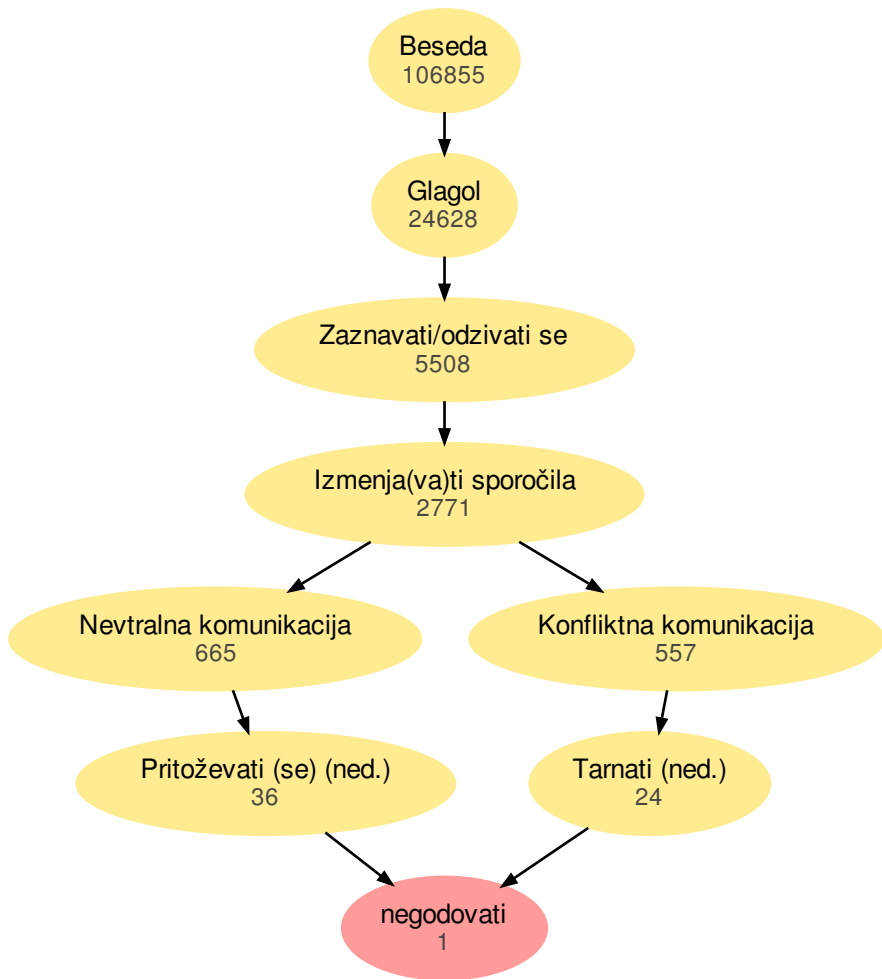 Beseda
106855
Glagol
24628
Zaznavati/odzivati se
5508
Izmenja(va)ti sporočila
2771
Nevtralna komunikacija
665
Konfliktna komunikacija
557
Pritoževati (se) (ned.)
36
Tarnati (ned.)
24
negodovati
1